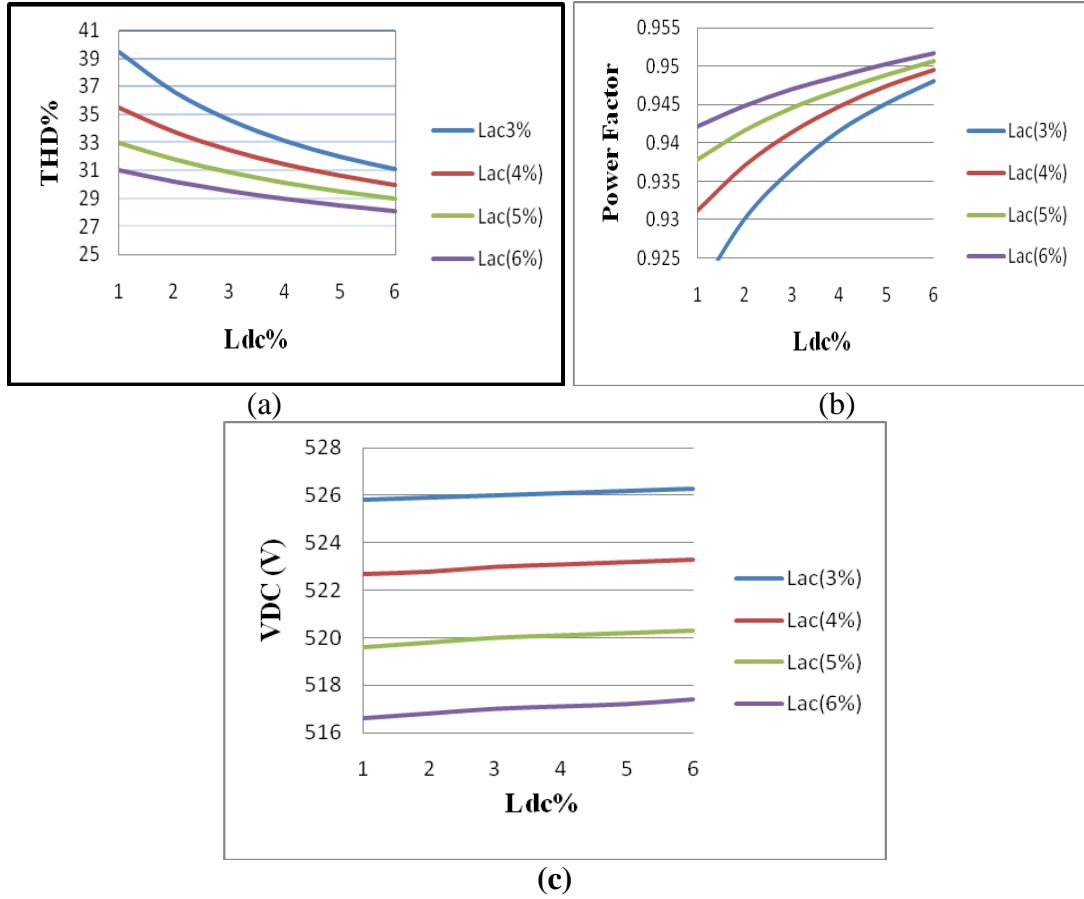 41
39
37
35
33
31
29
27
25
THD%
1 2 3 4 5 6
Ldc%
Lac3%
Lac(4%)
Lac(5%)
Lac(6%)
(a)
0.955
0.95
0.945
0.94
0.935
0.93
0.925
Power Factor
1 2 3 4 5 6
Ldc%
Lac(3%)
Lac(4%)
Lac(5%)
Lac(6%)
(b)
528
526
524
522
520
518
516
VDC (V)
1 2 3 4 5 6
Ldc%
Lac(3%)
Lac(4%)
Lac(5%)
Lac(6%)
(c)